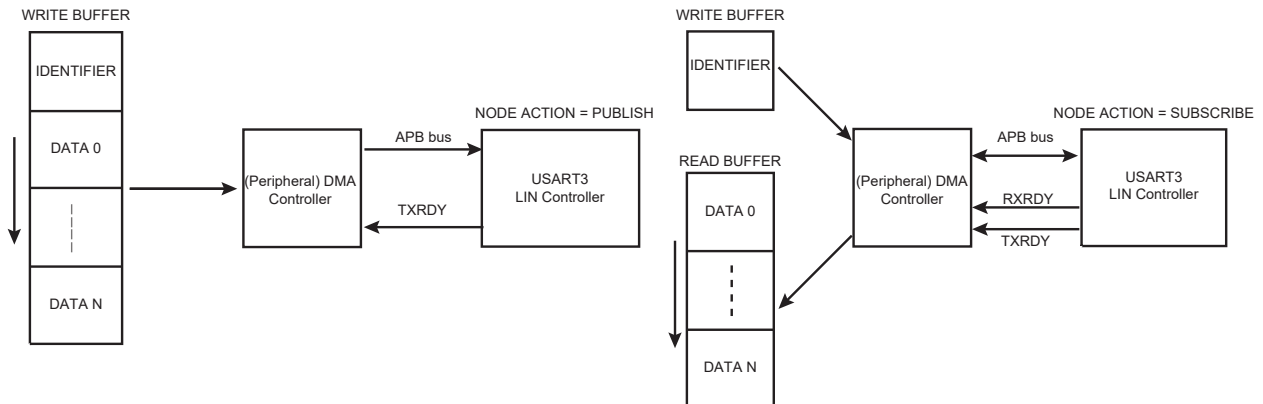 WRITE BUFFER
IDENTIFIER
DATA 0
DATA N
(Peripheral) DMA
Controller
APB bus
TXRDY
NODE ACTION = PUBLISH
USART3
LIN Controller
WRITE BUFFER
IDENTIFIER
READ BUFFER
DATA 0
DATA N
(Peripheral) DMA
Controller
APB bus
RXRDY
TXRDY
NODE ACTION = SUBSCRIBE
USART3
LIN Controller